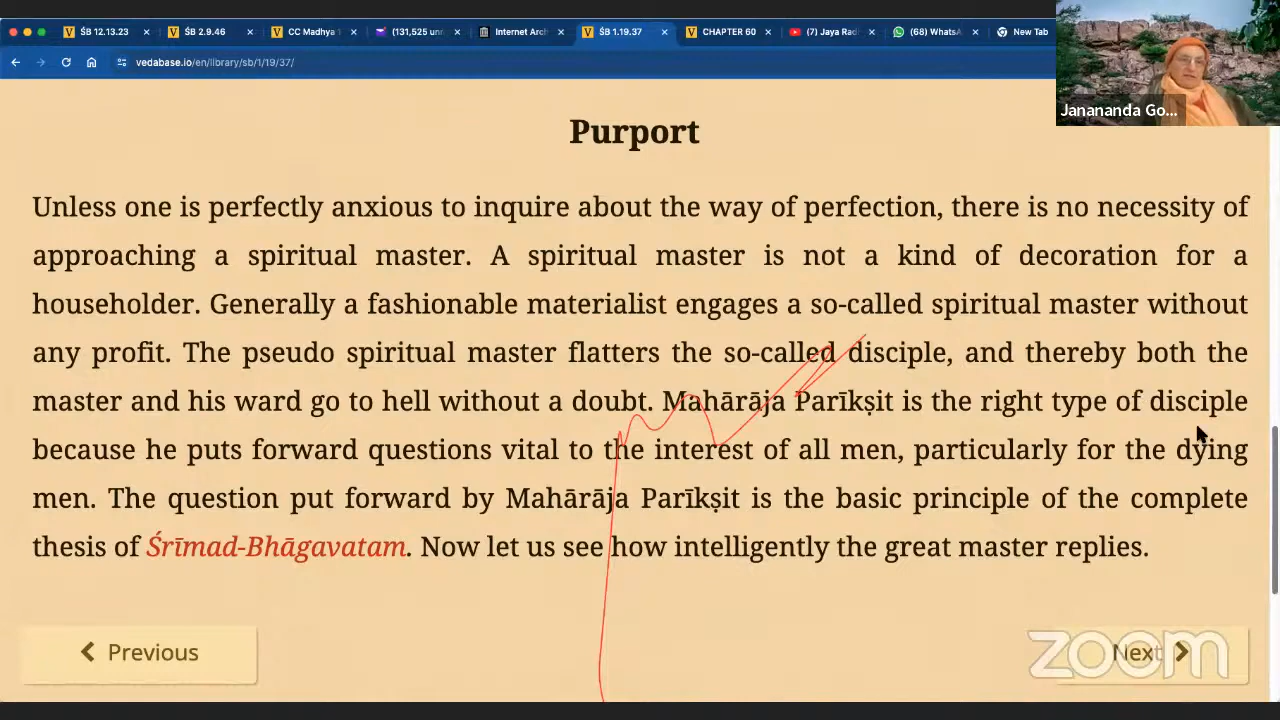 ŚB 12.13.23
ŚB 2.9.46
CC Madhya
(131,525 unr
Internet Arch
ŚB 1.19.37
CHAPTER 60
(7) Jaya Rad
(68) WhatsA
New Tab
vedabase.io/en/library/sb/1/19/37/
Janananda Go...
Purport
Unless one is perfectly anxious to inquire about the way of perfection, there is no necessity of
approaching a spiritual master. A spiritual master is not a kind of decoration for a
householder. Generally a fashionable materialist engages a so-called spiritual master without
any profit. The pseudo spiritual master flatters the so-called disciple, and thereby both the
master and his ward go to hell without a doubt. Mahārāja Parīkṣit is the right type of disciple
because he puts forward questions vital to the interest of all men, particularly for the dying
men. The question put forward by Mahārāja Parīkṣit is the basic principle of the complete
thesis of Śrīmad-Bhāgavatam. Now let us see how intelligently the great master replies.
Previous
Next
zoom